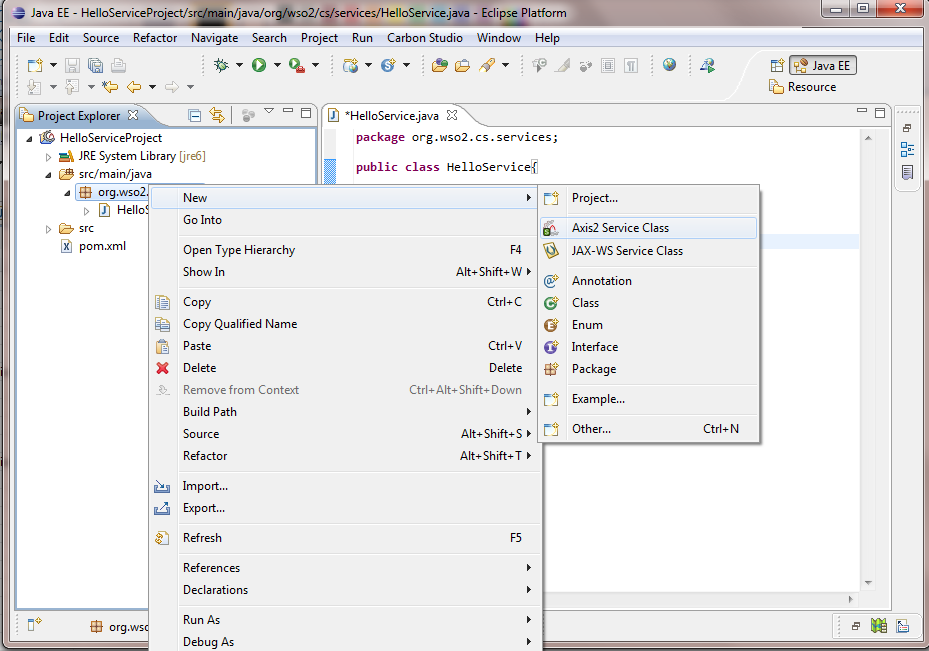 Java EE - HelloServiceProject/src/main/java/org/wso2/cs/services/HelloService.java - Eclipse Platform
File Edit Source Refactor Navigate Search Project Run Carbon Studio Window Help
Java EE
Resource
Project Explorer
HelloServiceProject
JRE System Library [jre6]
src/main/java
org.wso2.
HelloS
src
pom.xml
*HelloService.java
package org.wso2.cs.services;
public class HelloService{
New
Go Into
Open Type Hierarchy F4
Show In Alt+Shift+W
Copy Ctrl+C
Copy Qualified Name
Paste Ctrl+V
Delete Delete
Remove from Context Ctrl+Alt+Shift+Down
Build Path
Source Alt+Shift+S
Refactor Alt+Shift+T
Import...
Export...
Refresh F5
References
Declarations
Run As
Debug As
Project...
Axis2 Service Class
JAX-WS Service Class
Annotation
Class
Enum
Interface
Package
Example...
Other... Ctrl+N
org.wso